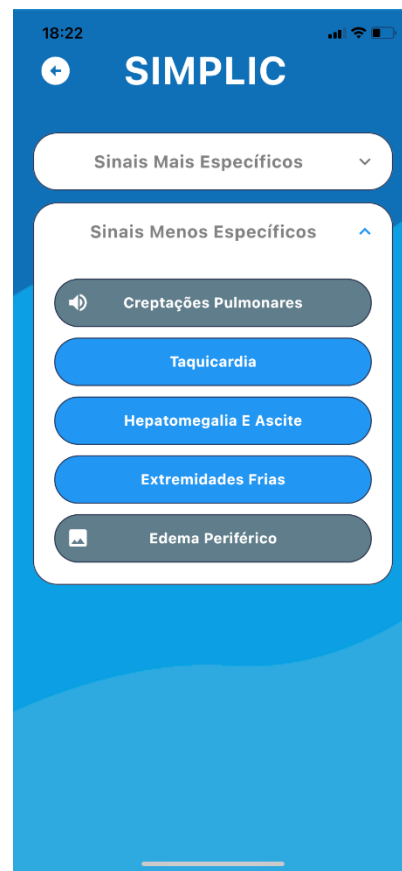 18:22
SIMPLIC
Sinais Mais Específicos
Sinais Menos Específicos
Creptações Pulmonares
Taquicardia
Hepatomegalia E Ascite
Extremidades Frias
Edema Periférico